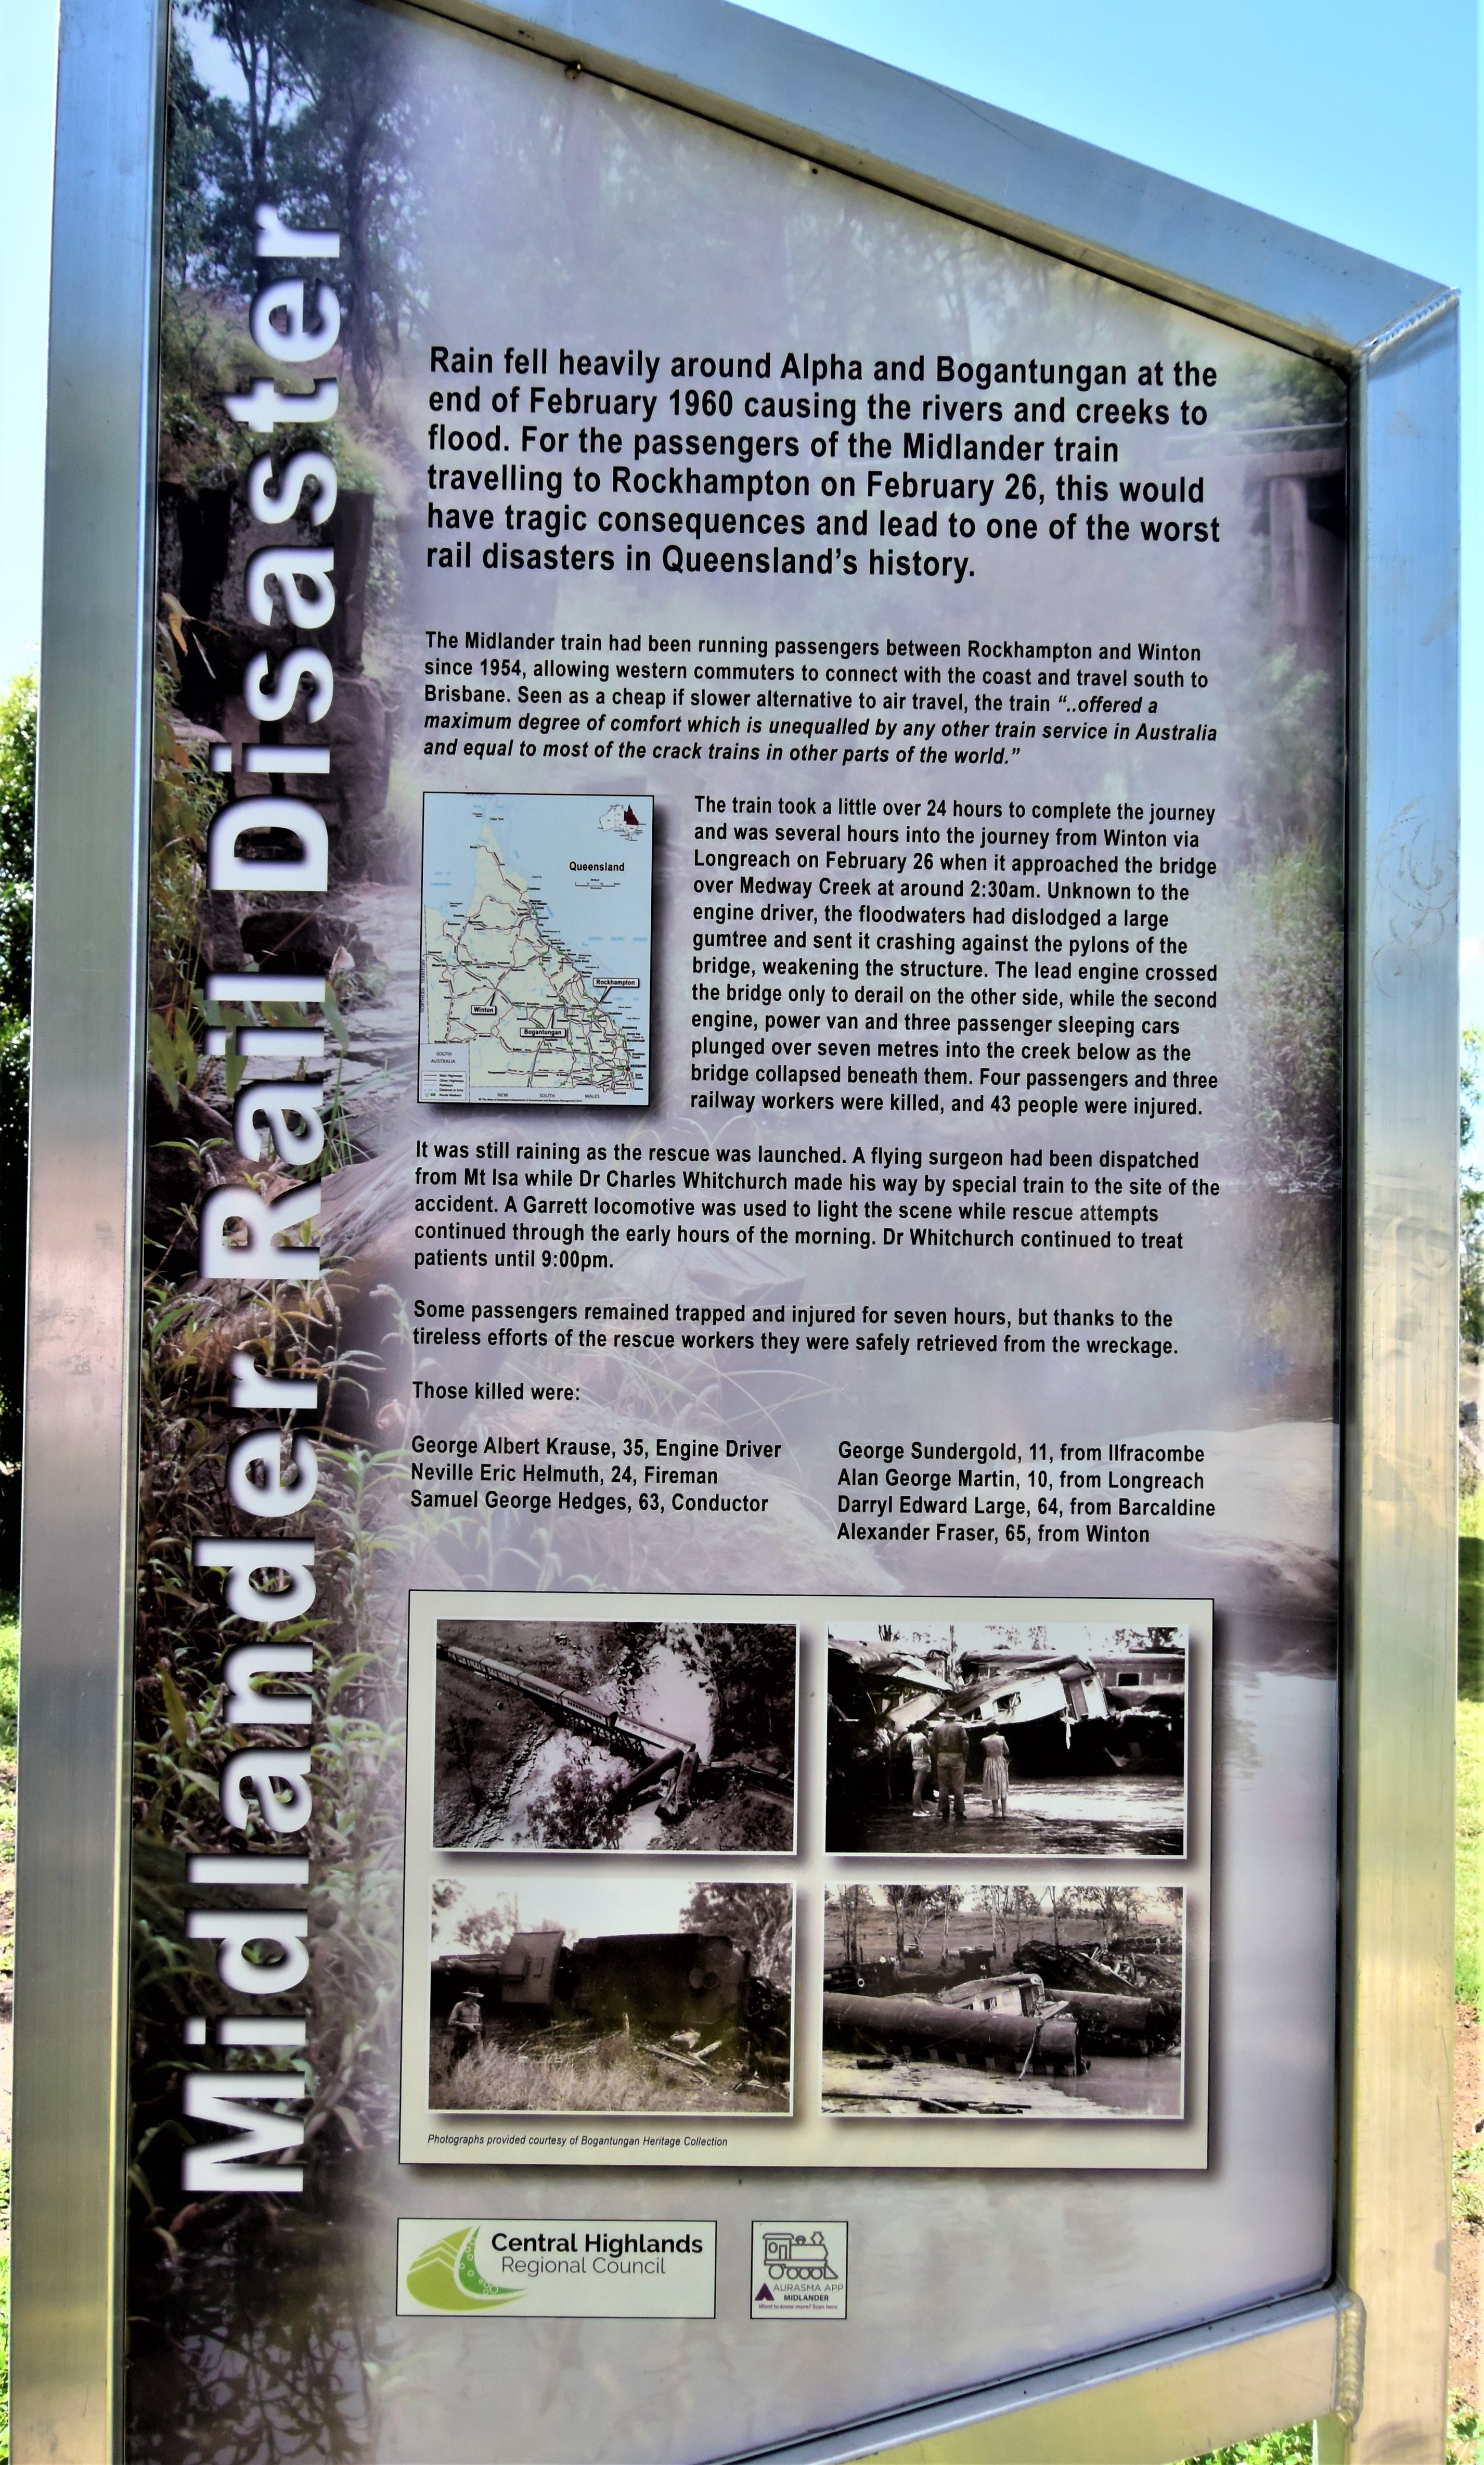 Midlander Rail Disaster
Rain fell heavily around Alpha and Bogantungan at the
end of February 1960 causing the rivers and creeks to
flood. For the passengers of the Midlander train
travelling to Rockhampton on February 26, this would
have tragic consequences and lead to one of the worst
rail disasters in Queensland's history.
The Midlander train had been running passengers between Rockhampton and Winton
since 1954, allowing western commuters to connect with the coast and travel south to
Brisbane. Seen as a cheap if slower alternative to air travel, the train “..offered a
maximum degree of comfort which is unequalled by any other train service in Australia
and equal to most of the crack trains in other parts of the world.”
Queensland
Rockhampton
Winton
Bogantungan
SOUTH
AUSTRALIA
NEW SOUTH WALES
The train took a little over 24 hours to complete the journey
and was several hours into the journey from Winton via
Longreach on February 26 when it approached the bridge
over Medway Creek at around 2:30am. Unknown to the
engine driver, the floodwaters had dislodged a large
gumtree and sent it crashing against the pylons of the
bridge, weakening the structure. The lead engine crossed
the bridge only to derail on the other side, while the second
engine, power van and three passenger sleeping cars
plunged over seven metres into the creek below as the
bridge collapsed beneath them. Four passengers and three
railway workers were killed, and 43 people were injured.
It was still raining as the rescue was launched. A flying surgeon had been dispatched
from Mt Isa while Dr Charles Whitchurch made his way by special train to the site of the
accident. A Garrett locomotive was used to light the scene while rescue attempts
continued through the early hours of the morning. Dr Whitchurch continued to treat
patients until 9:00pm.
Some passengers remained trapped and injured for seven hours, but thanks to the
tireless efforts of the rescue workers they were safely retrieved from the wreckage.
Those killed were:
George Albert Krause, 35, Engine Driver
Neville Eric Helmuth, 24, Fireman
Samuel George Hedges, 63, Conductor
George Sundergold, 11, from Ilfracombe
Alan George Martin, 10, from Longreach
Darryl Edward Large, 64, from Barcaldine
Alexander Fraser, 65, from Winton
Photographs provided courtesy of Bogantungan Heritage Collection
Central Highlands
Regional Council
AURASMA APP
MIDLANDER
Want to know more? Scan here.